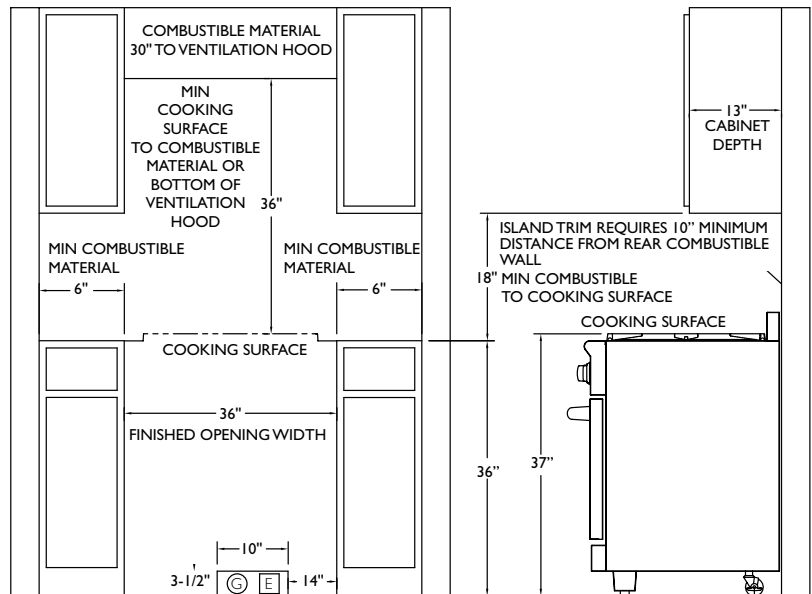 COMBUSTIBLE MATERIAL
30" TO VENTILATION HOOD
MIN
COOKING
SURFACE
TO COMBUSTIBLE
MATERIAL OR
BOTTOM OF
VENTILATION
HOOD
36"
13"
CABINET
DEPTH
MIN COMBUSTIBLE
MATERIAL
6"
MIN COMBUSTIBLE
MATERIAL
6"
ISLAND TRIM REQUIRES 10” MINIMUM
DISTANCE FROM REAR COMBUSTIBLE
WALL
18"
MIN COMBUSTIBLE
TO COOKING SURFACE
COOKING SURFACE
COOKING SURFACE
36"
FINISHED OPENING WIDTH
36”
37”
10"
3-1/2"
G
E
14"